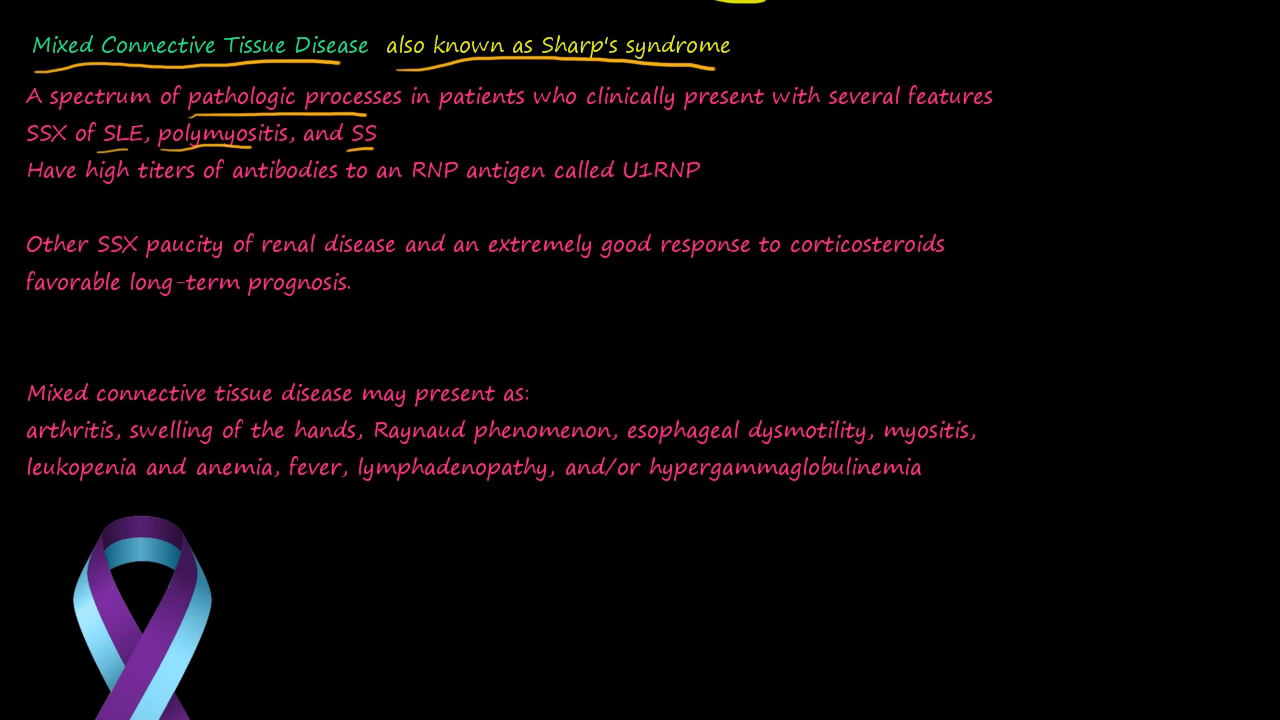 Mixed Connective Tissue Disease also known as Sharp's syndrome
A spectrum of pathologic processes in patients who clinically present with several features
SSX of SLE, polymyositis, and SS
Have high titers of antibodies to an RNP antigen called U1RNP
Other SSX paucity of renal disease and an extremely good response to corticosteroids
favorable long-term prognosis.
Mixed connective tissue disease may present as:
arthritis, swelling of the hands, Raynaud phenomenon, esophageal dysmotility, myositis,
leukopenia and anemia, fever, lymphadenopathy, and/or hypergammaglobulinemia